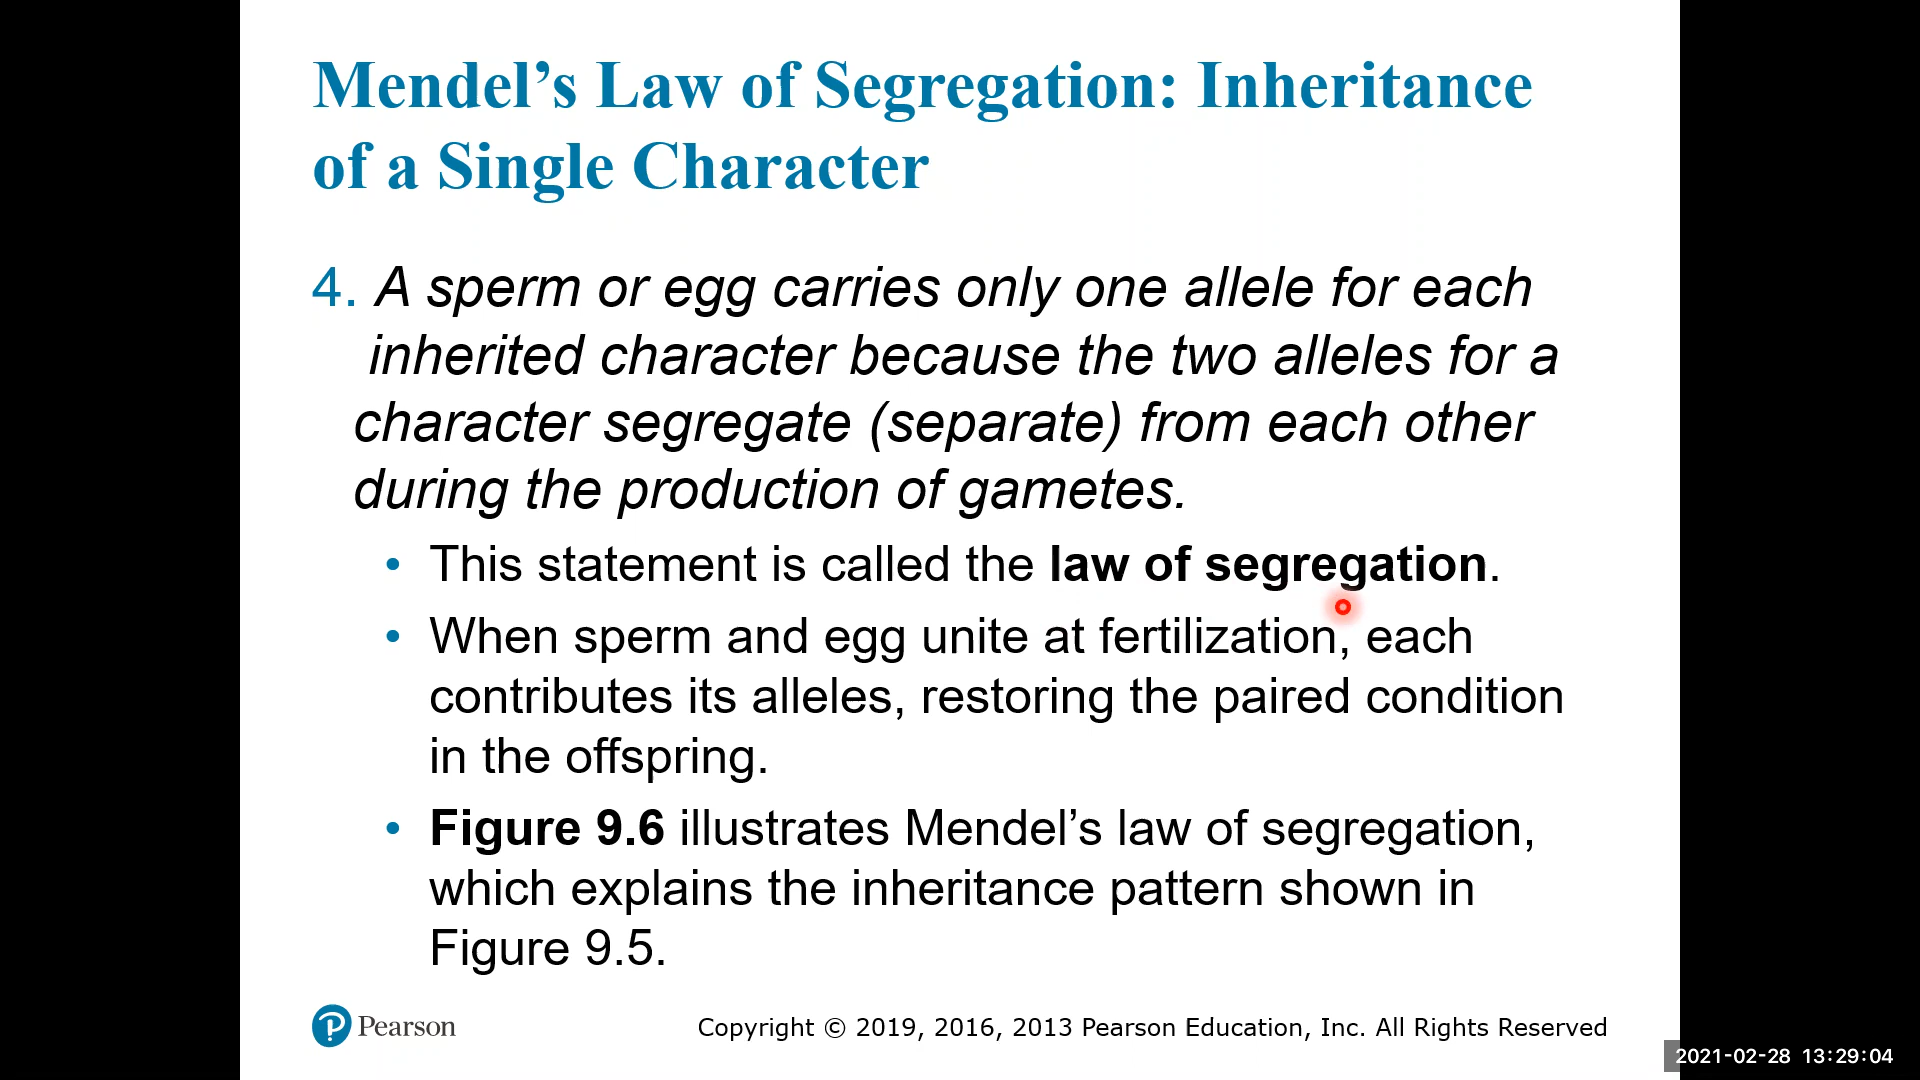 Mendel’s Law of Segregation: Inheritance
of a Single Character
4. A sperm or egg carries only one allele for each
inherited character because the two alleles for a
character segregate (separate) from each other
during the production of gametes.
• This statement is called the law of segregation.
• When sperm and egg unite at fertilization, each
contributes its alleles, restoring the paired condition
in the offspring.
• Figure 9.6 illustrates Mendel’s law of segregation,
which explains the inheritance pattern shown in
Figure 9.5.
Pearson
Copyright © 2019, 2016, 2013 Pearson Education, Inc. All Rights Reserved
2021-02-28 13:29:04